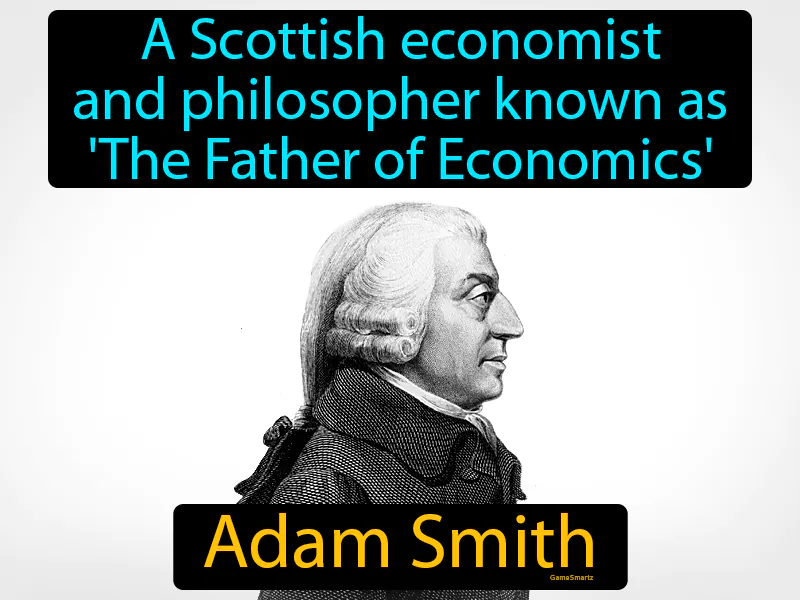 A Scottish economist
and philosopher known as
'The Father of Economics'
Adam Smith
GameSmartz